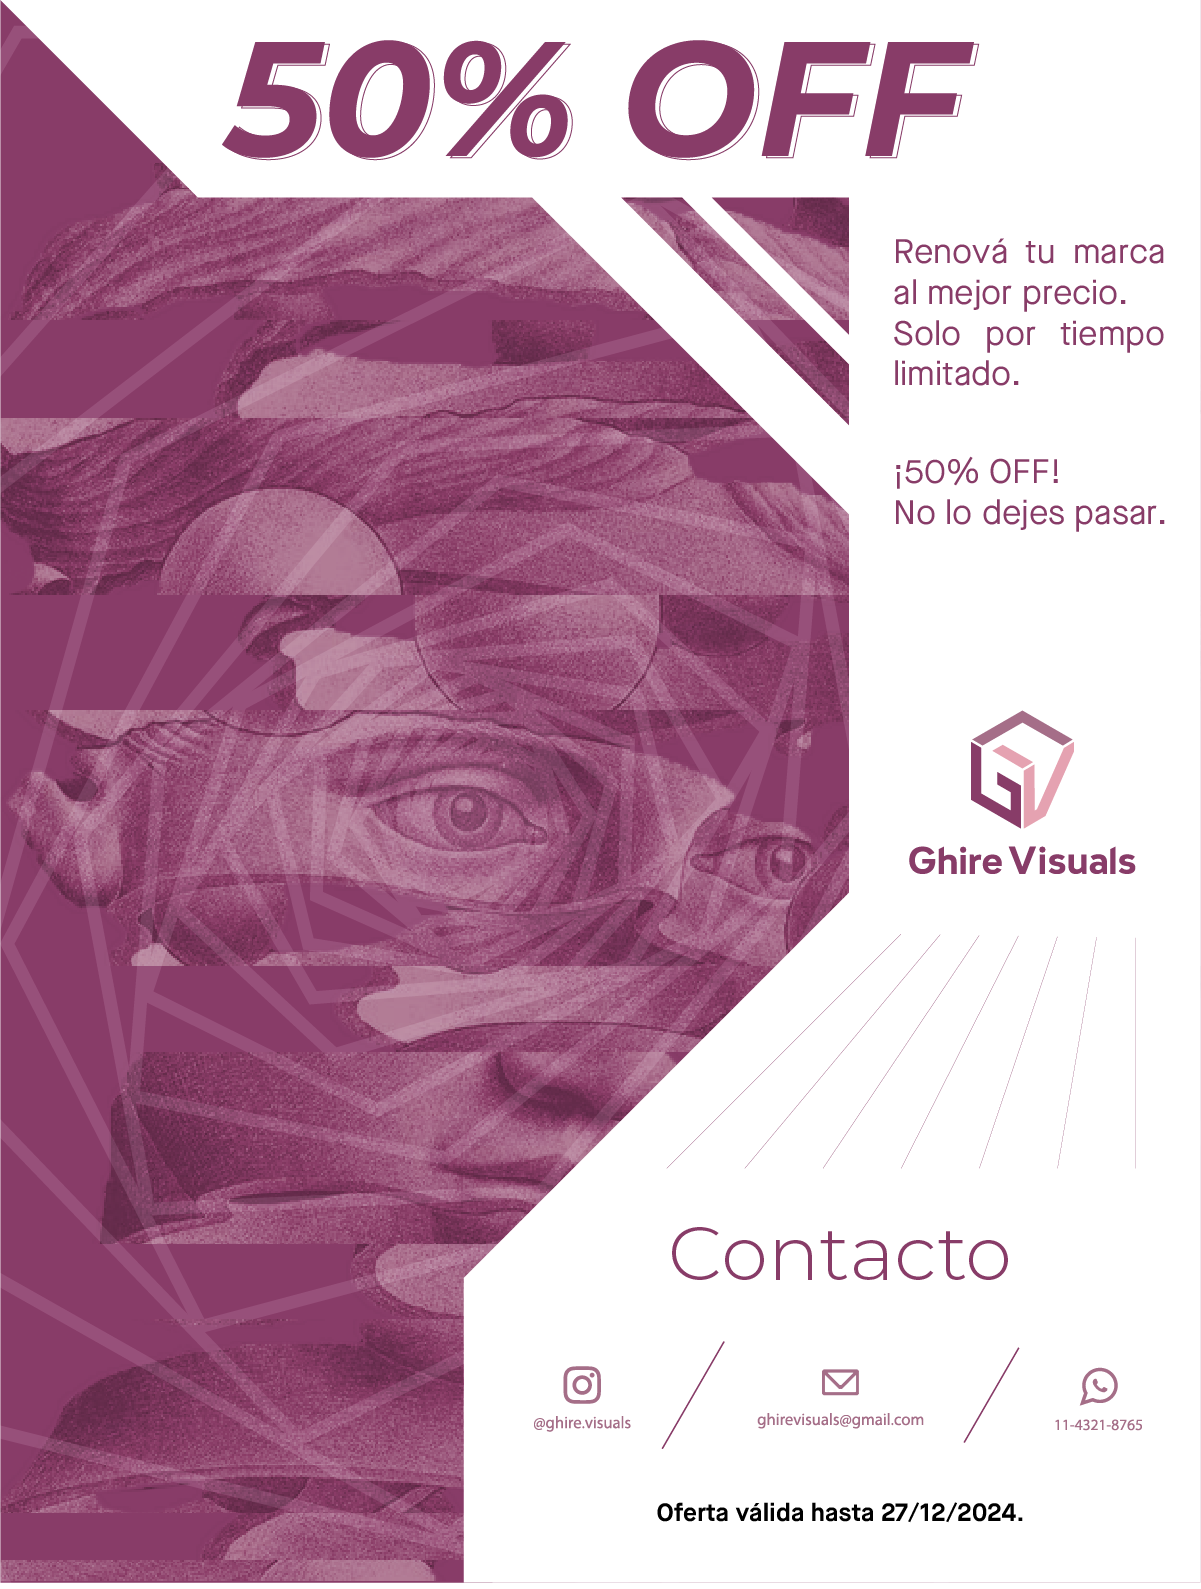 50% OFF
Renová tu marca
al mejor precio.
Solo por tiempo
limitado.
¡50% OFF!
No lo dejes pasar.
GV
Ghire Visuals
Contacto
@ghire.visuals
ghirevisuals@gmail.com
11-4321-8765
Oferta válida hasta 27/12/2024.